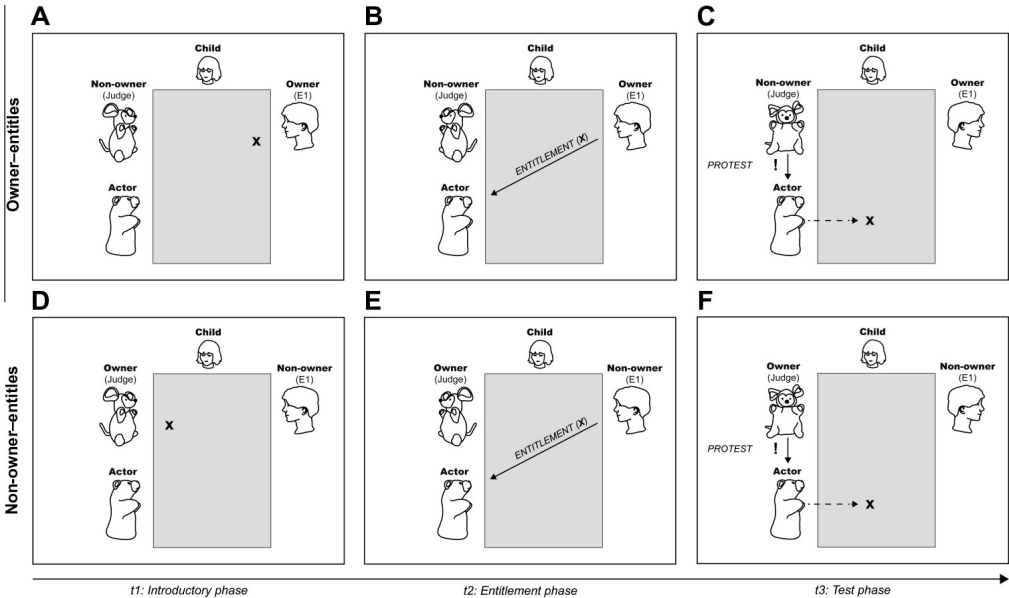 Owner–entitles
A
Child
Non-owner
(Judge)
Owner
(E1)
X
Actor
B
Child
Non-owner
(Judge)
Owner
(E1)
ENTITLEMENT (X)
Actor
C
Child
Non-owner
(Judge)
Owner
(E1)
PROTEST
!
Actor
X
Non-owner–entitles
D
Child
Owner
(Judge)
Non-owner
(E1)
X
Actor
E
Child
Owner
(Judge)
Non-owner
(E1)
ENTITLEMENT (X)
Actor
F
Child
Owner
(Judge)
Non-owner
(E1)
PROTEST
!
Actor
X
t1: Introductory phase
t2: Entitlement phase
t3: Test phase